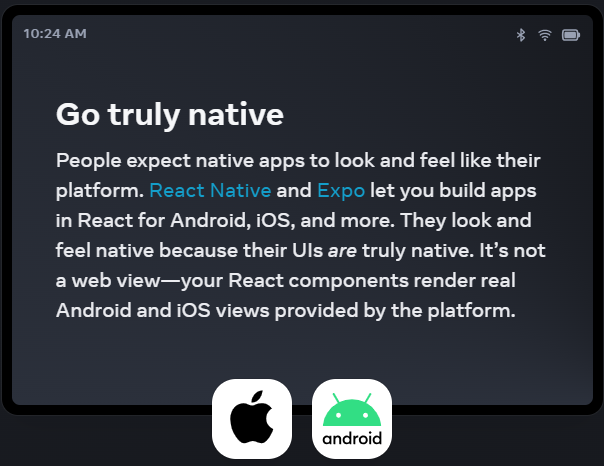 10:24 AM
Go truly native
People expect native apps to look and feel like their
platform. React Native and Expo let you build apps
in React for Android, iOS, and more. They look and
feel native because their UIs are truly native. It’s not
a web view—your React components render real
Android and iOS views provided by the platform.
android